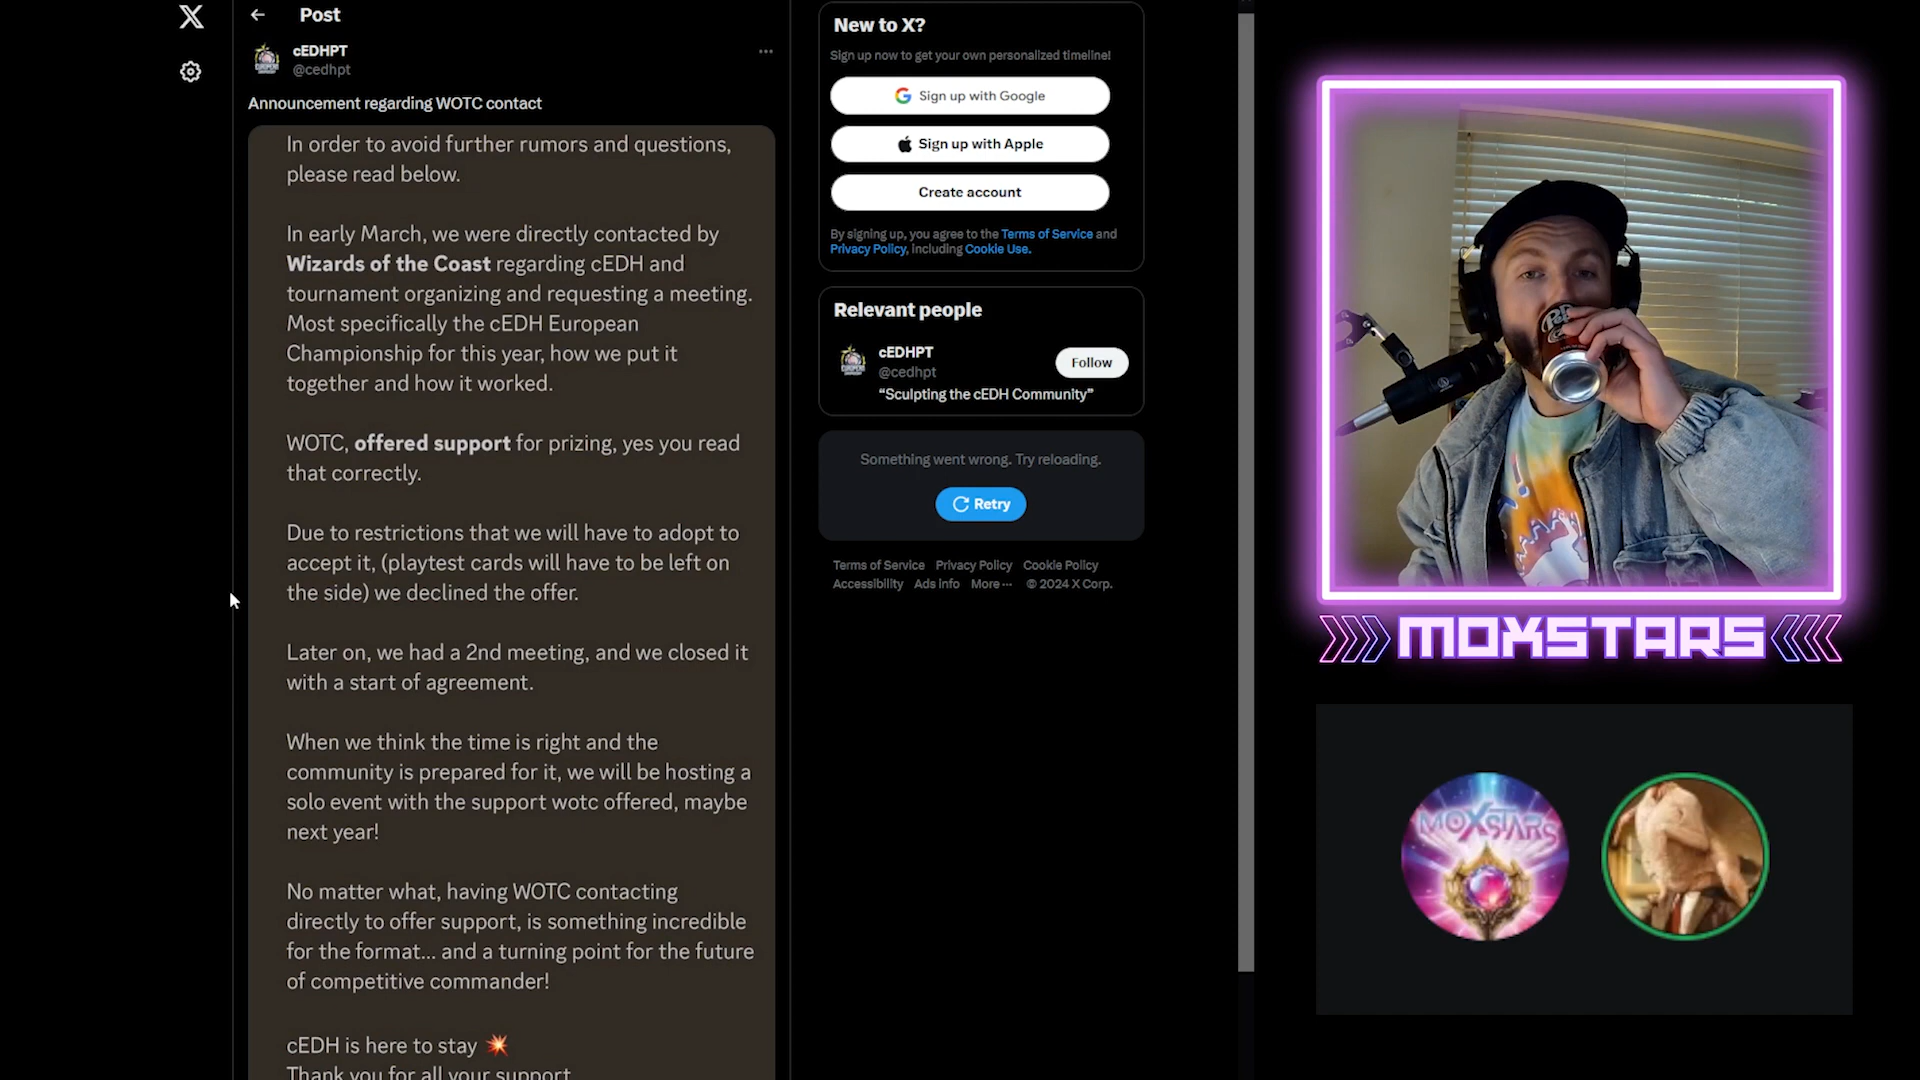 Post
cEDHPT
@cedhpt
Announcement regarding WOTC contact
In order to avoid further rumors and questions,
please read below.
In early March, we were directly contacted by
Wizards of the Coast regarding cEDH and
tournament organizing and requesting a meeting.
Most specifically the cEDH European
Championship for this year, how we put it
together and how it worked.
WOTC, offered support for prizing, yes you read
that correctly.
Due to restrictions that we will have to adopt to
accept it, (playtest cards will have to be left on
the side) we declined the offer.
Later on, we had a 2nd meeting, and we closed it
with a start of agreement.
When we think the time is right and the
community is prepared for it, we will be hosting a
solo event with the support wotc offered, maybe
next year!
No matter what, having WOTC contacting
directly to offer support, is something incredible
for the format... and a turning point for the future
of competitive commander!
cEDH is here to stay 💥
Thank you for all your support
New to X?
Sign up now to get your own personalized timeline!
Sign up with Google
Sign up with Apple
Create account
By signing up, you agree to the Terms of Service and
Privacy Policy, including Cookie Use.
Relevant people
cEDHPT
@cedhpt
Follow
“Sculpting the cEDH Community”
Something went wrong. Try reloading.
Retry
Terms of Service Privacy Policy Cookie Policy
Accessibility Ads info More ... © 2024 X Corp.
MOXSTARS
MOXSTARS